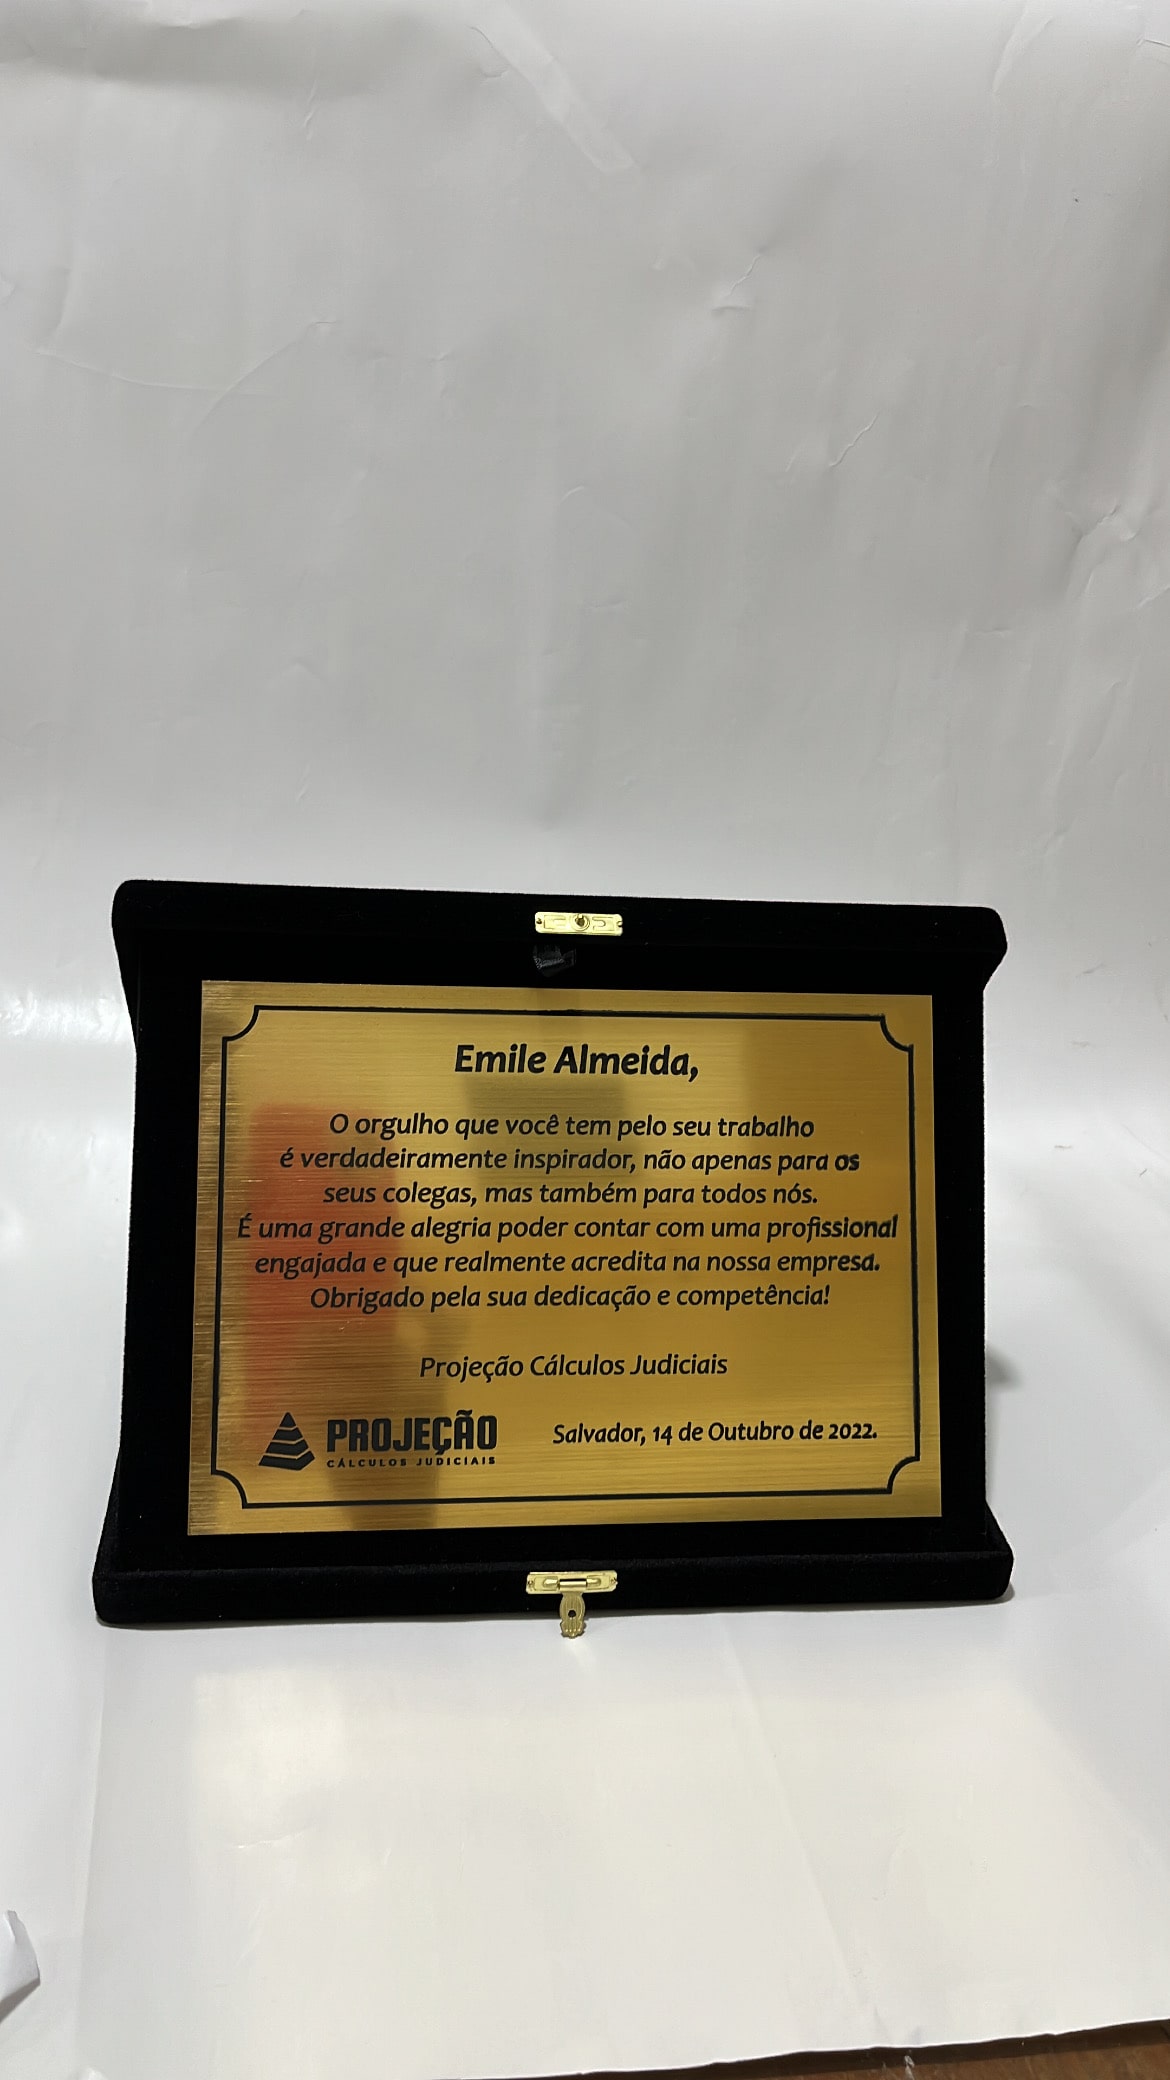 Emile Almeida,
O orgulho que você tem pelo seu trabalho
é verdadeiramente inspirador, não apenas para os
seus colegas, mas também para todos nós.
É uma grande alegria poder contar com uma profissional
engajada e que realmente acredita na nossa empresa.
Obrigado pela sua dedicação e competência!
Projeção Cálculos Judiciais
PROJEÇÃO
CÁLCULOS JUDICIAIS
Salvador, 14 de Outubro de 2022.